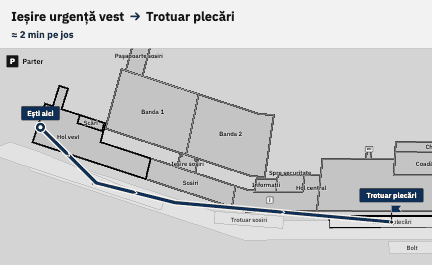 Ieșire urgență vest → Trotuar plecări
≈ 2 min pe jos
P Parter
Pașapoarte sosiri
Ești aici
Scări
Hol vest
Banda 1
Banda 2
Ieșire sosiri
Sosiri
Spre securitate
Informații
Hol central
i
Trotuar sosiri
Trotuar plecări
plecări
Bolt